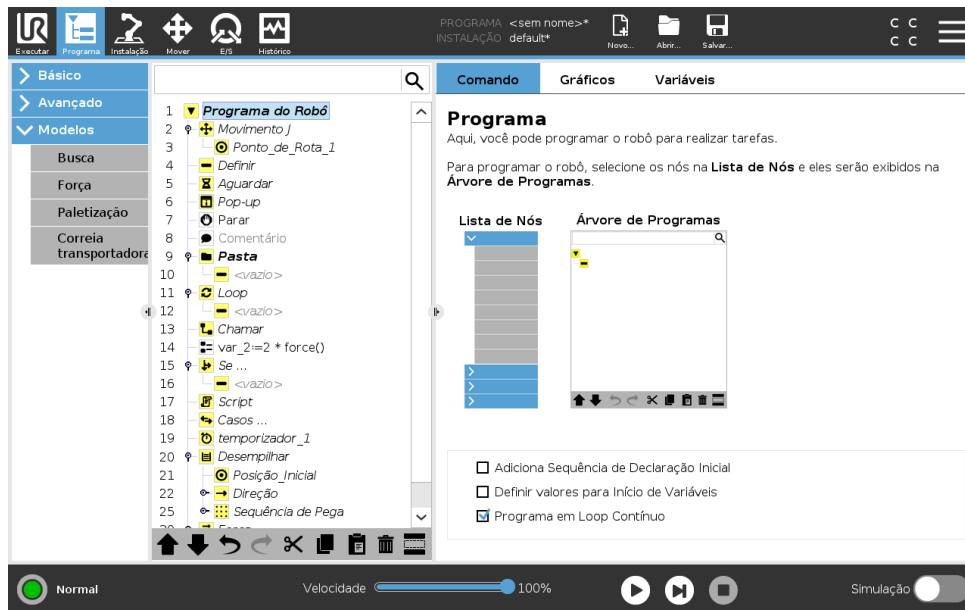 PROGRAMA <sem nome>*
INSTALAÇÃO default*
Executar Programa Instalação Mover E/S Histórico Novo... Abrir... Salvar...
C C
C C
Básico
Avançado
Modelos
Busca
Força
Paletização
Correia
transportadora
1 Programa do Robô
2 Movimento J
3 Ponto_de_Rota_1
4 Definir
5 Aguardar
6 Pop-up
7 Parar
8 Comentário
9 Pasta
10 <vazio>
11 Loop
12 <vazio>
13 Chamar
14 var_2:=2 * force()
15 Se ...
16 <vazio>
17 Script
18 Casos ...
19 temporizador_1
20 Desempilhar
21 Posição_Inicial
22 Direção
25 Sequência de Pega
Comando Gráficos Variáveis
Programa
Aqui, você pode programar o robô para realizar tarefas.
Para programar o robô, selecione os nós na Lista de Nós e eles serão exibidos na
Árvore de Programas.
Lista de Nós Árvore de Programas
Adiciona Sequência de Declaração Inicial
Definir valores para Início de Variáveis
Programa em Loop Contínuo
Normal Velocidade 100% Simulação